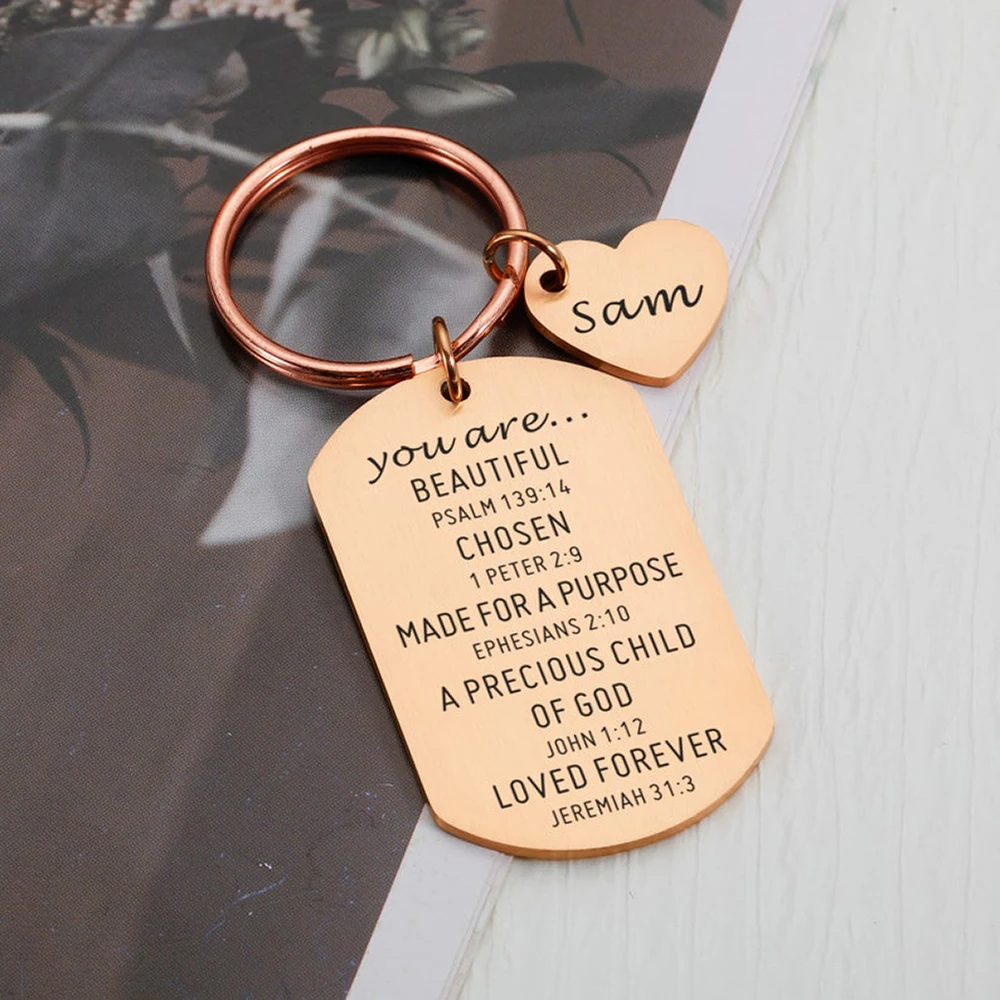 Sam
you are...
BEAUTIFUL
PSALM 139:14
CHOSEN
1 PETER 2:9
MADE FOR A PURPOSE
EPHESIANS 2:10
A PRECIOUS CHILD
OF GOD
JOHN 1:12
LOVED FOREVER
JEREMIAH 31:3